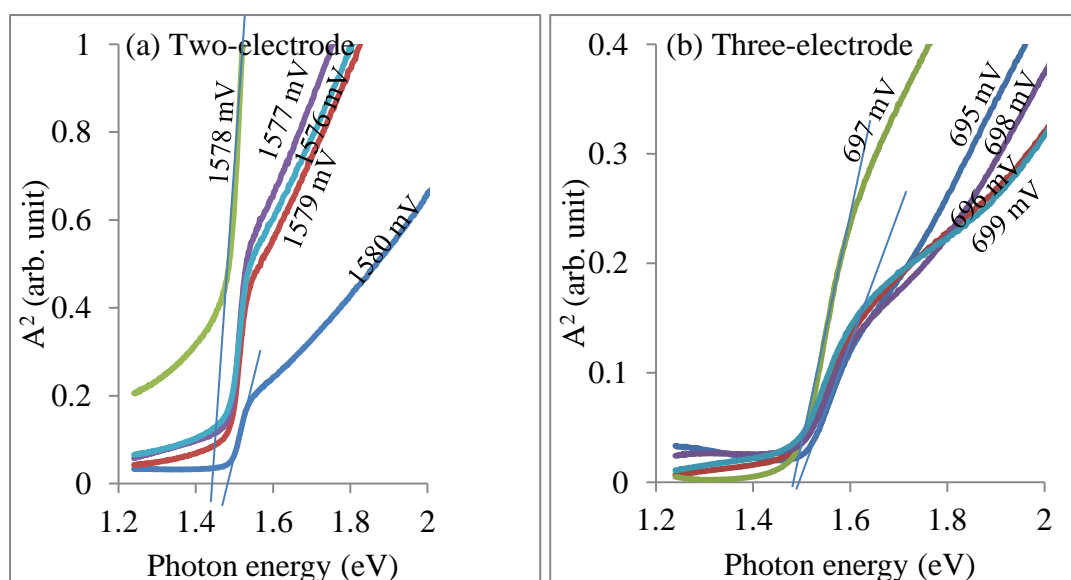 (a) Two-electrode
1
0.8
0.6
0.4
0.2
0
A² (arb. unit)
1578 mV
1577 mV
1576 mV
1579 mV
1580 mV
1.2 1.4 1.6 1.8 2
Photon energy (eV)
(b) Three-electrode
0.4
0.3
0.2
0.1
0
A² (arb. unit)
697 mV
695 mV
698 mV
696 mV
699 mV
1.2 1.4 1.6 1.8 2
Photon energy (eV)